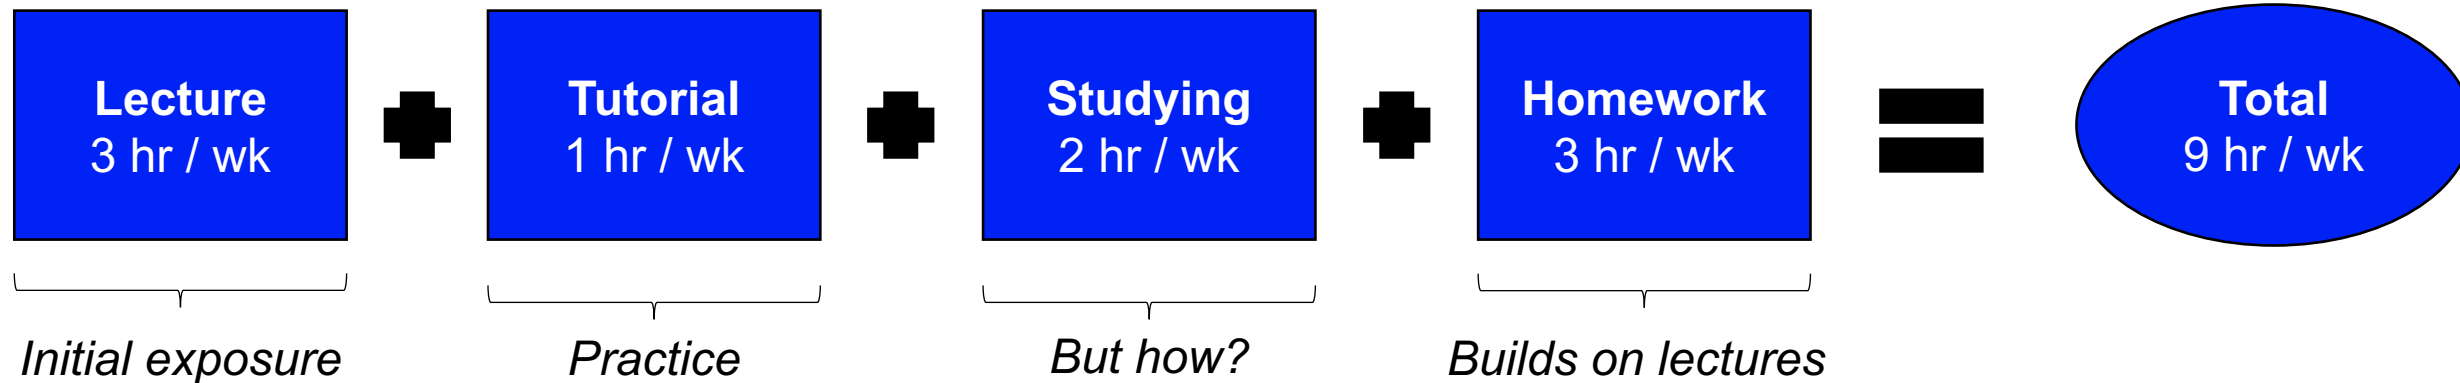 Lecture
3 hr / wk
Tutorial
1 hr / wk
Studying
2 hr / wk
Homework
3 hr / wk
Total
9 hr / wk
Initial exposure
Practice
But how?
Builds on lectures